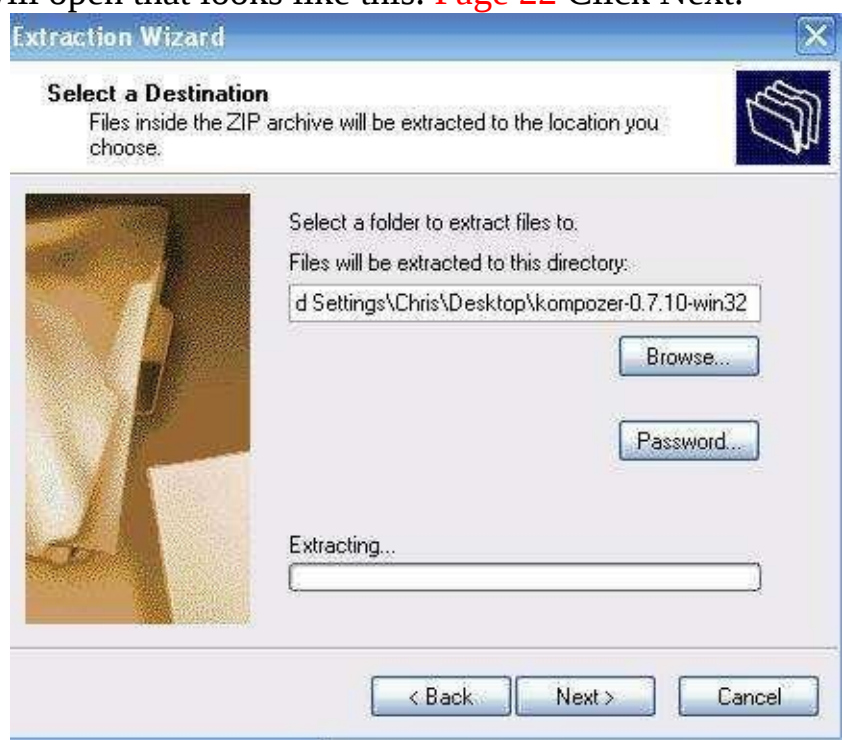 ill open that looks like this: Page 22 Click Next.
Extraction Wizard
Select a Destination
Files inside the ZIP archive will be extracted to the location you
choose.
Select a folder to extract files to.
Files will be extracted to this directory:
d Settings\Chris\Desktop\kompozer-0.7.10-win32
Browse...
Password...
Extracting...
< Back Next > Cancel